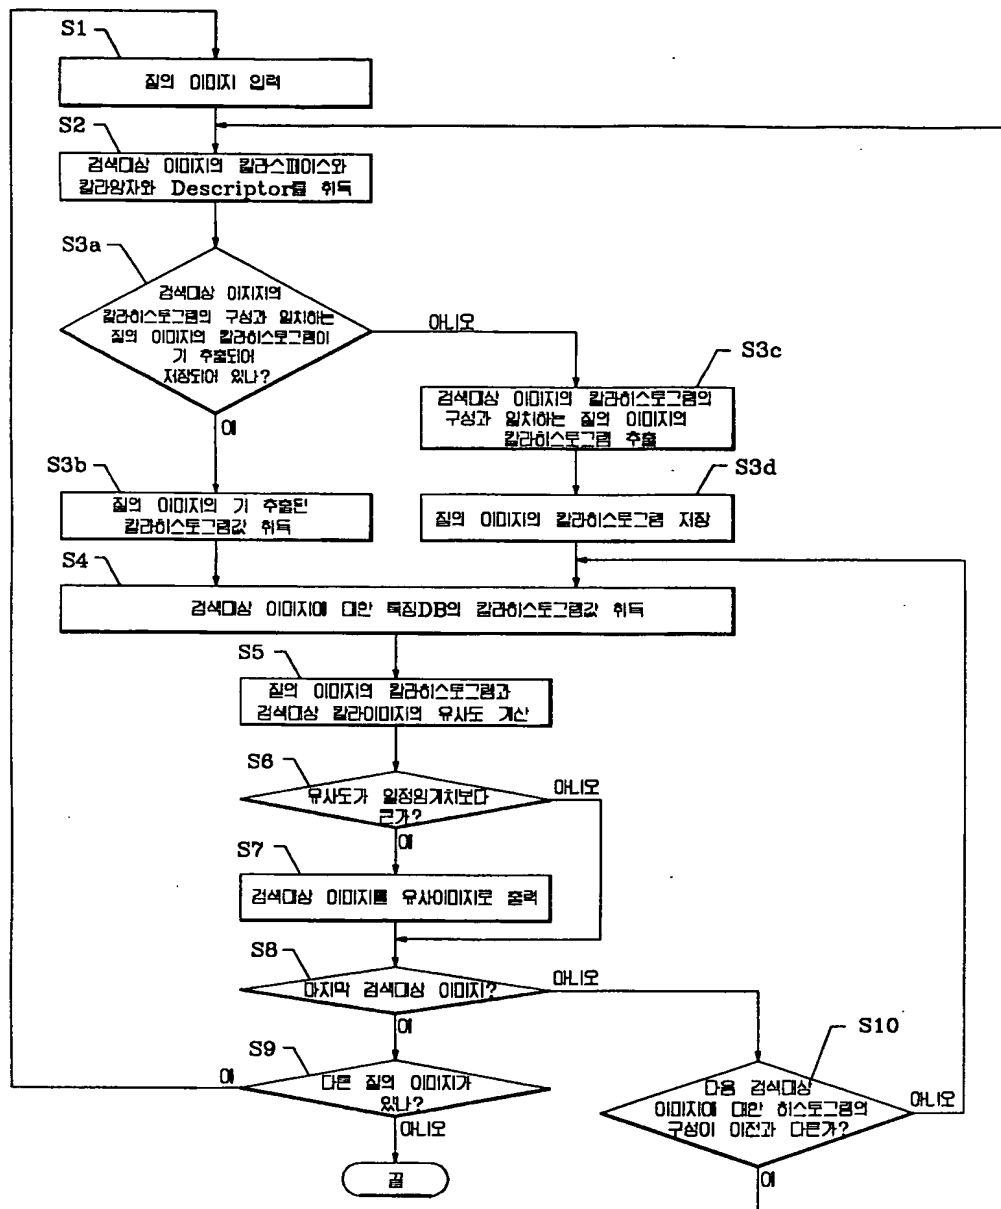 S1
질의 이미지 입력
S2
검색대상 이미지의 칼라스페이스와
칼라양자와 Descriptor를 취득
S3a
검색대상 이지지의
칼라히스토그램의 구성과 일치하는
질의 이미지의 칼라히스토그램이
기 추출되어
저장되어 있나?
아니오
예
S3c
검색대상 이미지의 칼라히스토그램의
구성과 일치하는 질의 이미지의
칼라히스토그램 추출
S3b
질의 이미지의 기 추출된
칼라히스토그램값 취득
S3d
질의 이미지의 칼라히스토그램 저장
S4
검색대상 이미지에 대한 특징DB의 칼라히스토그램값 취득
S5
질의 이미지의 칼라히스토그램과
검색대상 칼라이미지의 유사도 계산
S6
유사도가 일정임계치보다
큰가?
아니오
예
S7
검색대상 이미지를 유사이미지로 출력
S8
마지막 검색대상 이미지?
아니오
예
S9
다른 질의 이미지가
있나?
예
아니오
끝
S10
다음 검색대상
이미지에 대한 히스토그램의
구성이 이전과 다른가?
아니오
예